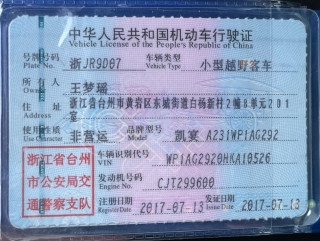 中华人民共和国机动车行驶证
Vehicle License of the People's Republic of China
号牌号码 浙JR9D07 车辆类型 小型越野客车
Plate No. Vehicle Type
所有人 王梦瑶
Owner
住址 浙江省台州市黄岩区东城街道白杨新村2幢8单元201室
Address
使用性质 非营运 品牌型号 凯宴 A231WP1AG292
Use Character Model
浙江省台州
市公安局交
通警察支队
车辆识别代号 WP1AG2920HKA10526
VIN
发动机号码 CJT299600
Engine No.
注册日期 2017-07-13 发证日期 2017-07-13
Register Date Issue Date